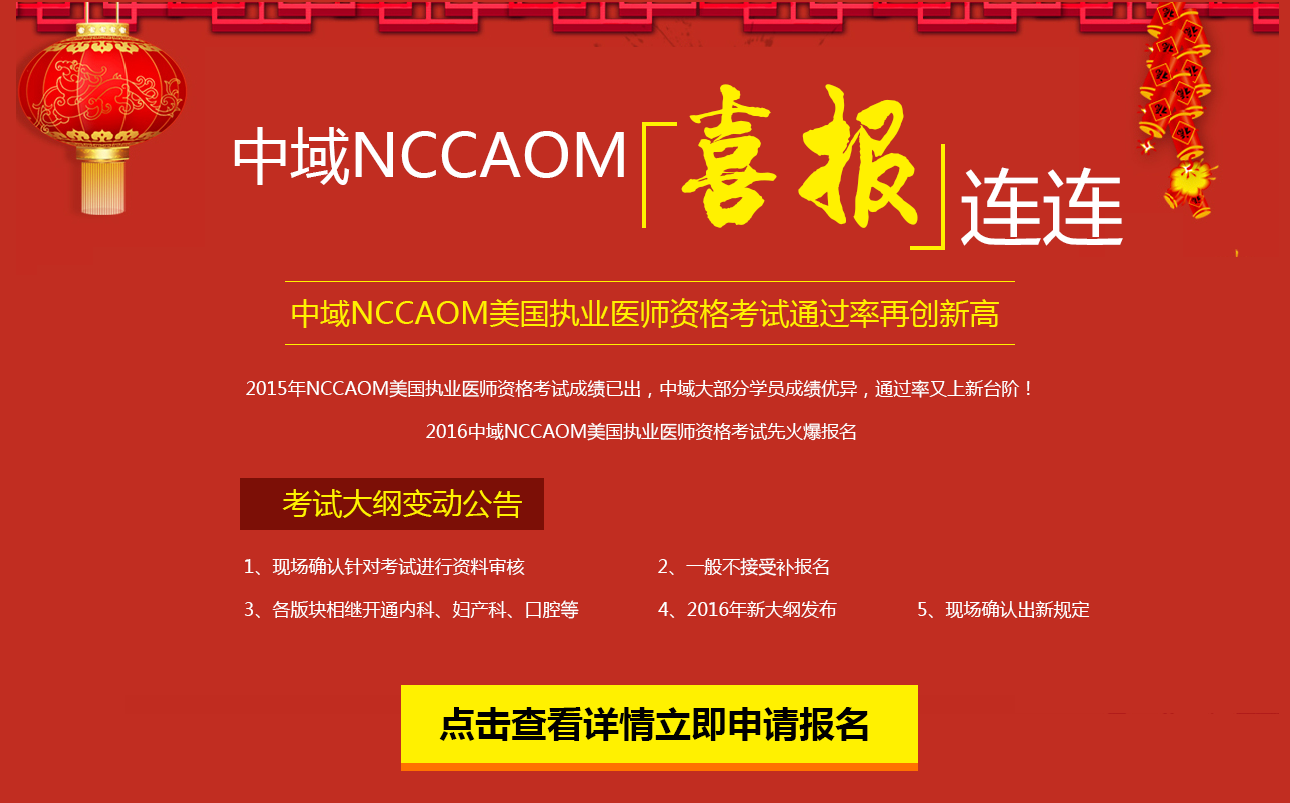 中域NCCAOM 喜报 连连
中域NCCAOM美国执业医师资格考试通过率再创新高
2015年NCCAOM美国执业医师资格考试成绩已出，中域大部分学员成绩优异，通过率又上新台阶！
2016中域NCCAOM美国执业医师资格考试先火爆报名
考试大纲变动公告
1、现场确认针对考试进行资料审核 2、一般不接受补报名
3、各版块相继开通内科、妇产科、口腔等 4、2016年新大纲发布 5、现场确认出新规定
点击查看详情立即申请报名